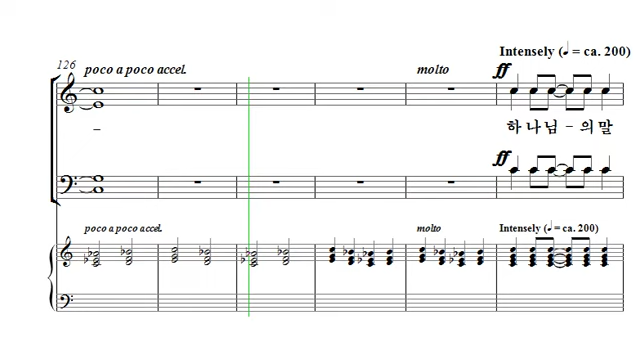 Intensely (♩ = ca. 200)
126
poco a poco accel.
molto
ff
하 나 님 - 의 말
ff
poco a poco accel.
molto
Intensely (♩ = ca. 200)